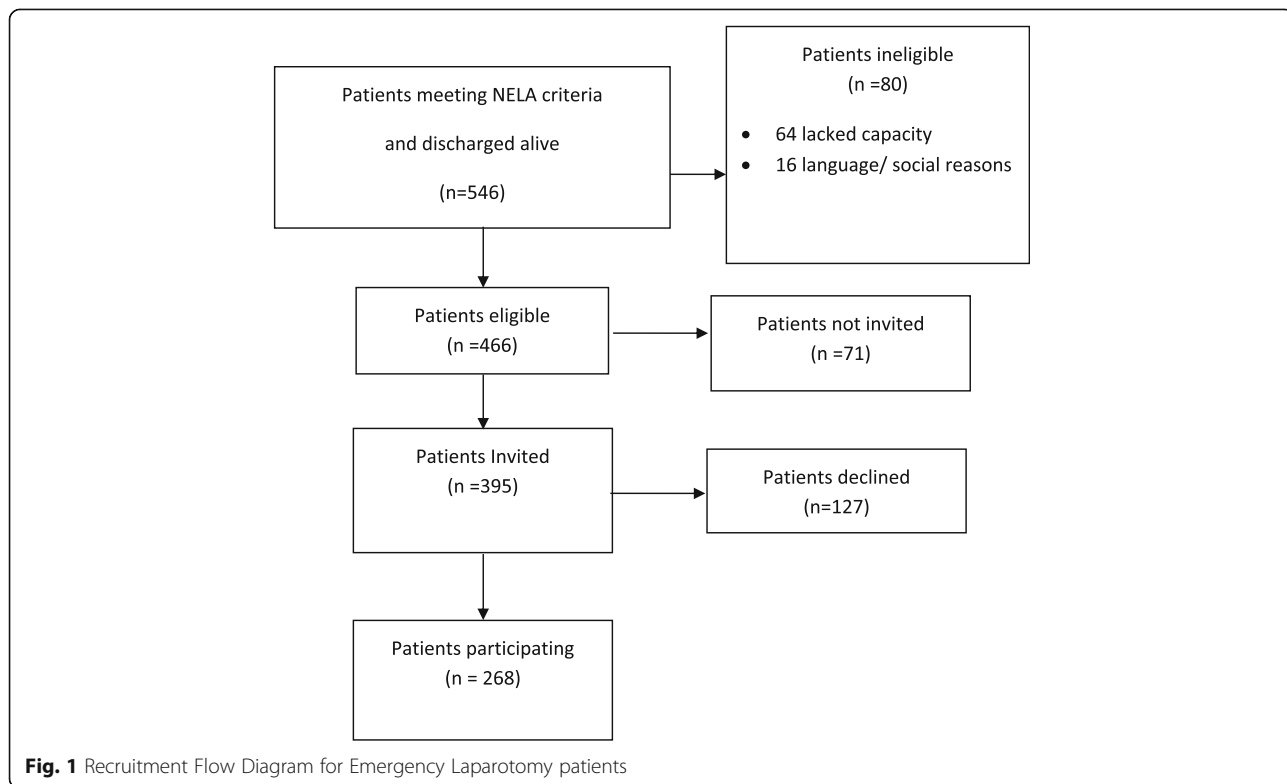 Patients meeting NELA criteria
and discharged alive
(n=546)
Patients ineligible
(n =80)
• 64 lacked capacity
• 16 language/ social reasons
Patients eligible
(n =466)
Patients not invited
(n =71)
Patients Invited
(n =395)
Patients declined
(n=127)
Patients participating
(n = 268)
Fig. 1 Recruitment Flow Diagram for Emergency Laparotomy patients